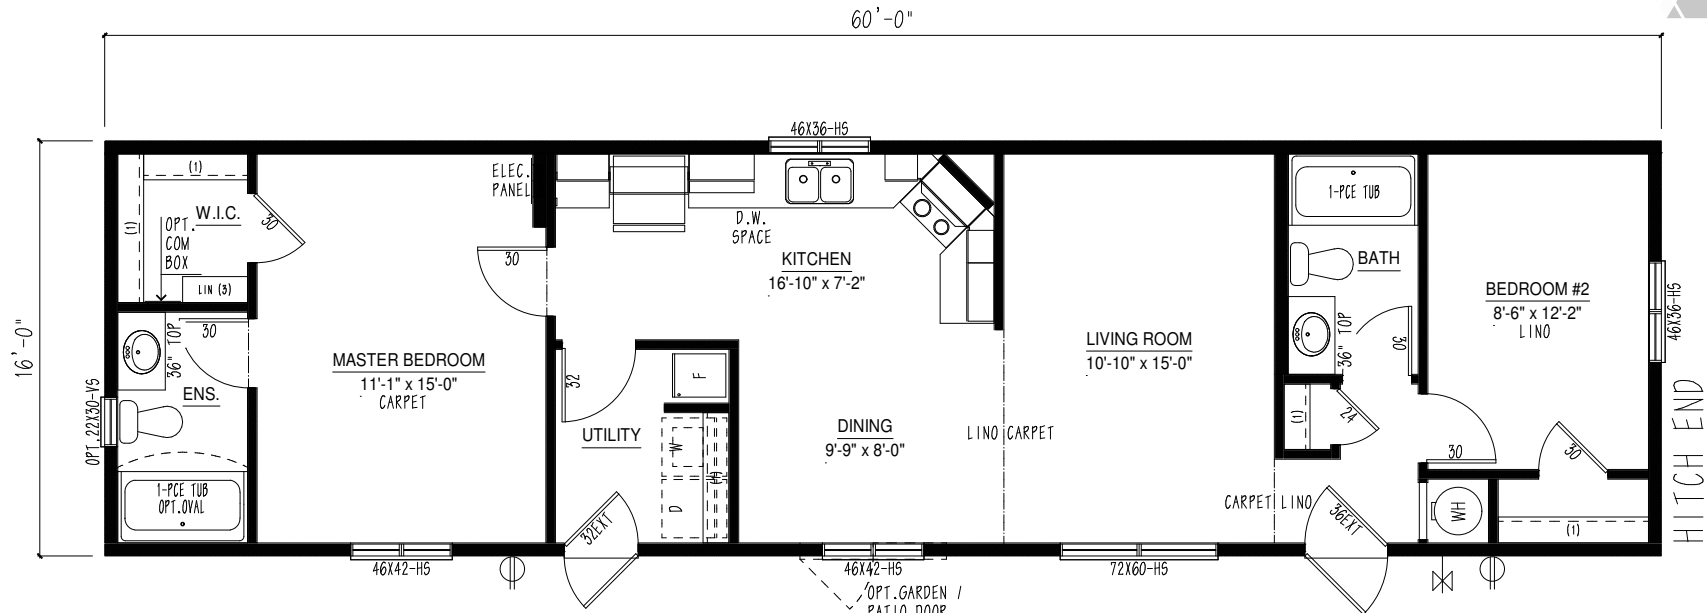 60'-0"
16'-0"
46X36-HS
(1)
(1)
W.I.C.
OPT.
COM
BOX
LIN (3)
30
30
36" TOP
ENS.
OPT.22X30-VS
1-PCE TUB
OPT.OVAL
MASTER BEDROOM
11'-1" x 15'-0"
CARPET
ELEC.
PANEL
30
D.W.
SPACE
KITCHEN
16'-10" x 7'-2"
32
F
UTILITY
W
D
(1)
32EXT
DINING
9'-9" x 8'-0"
LINO CARPET
LIVING ROOM
10'-10" x 15'-0"
CARPET LINO
1-PCE TUB
BATH
36" TOP
30
(1)
24
30
36EXT
WH
BEDROOM #2
8'-6" x 12'-2"
LINO
30
(1)
46X36-HS
HITCH END
46X42-HS
46X42-HS
72X60-HS
OPT.GARDEN /
PATIO DOOR